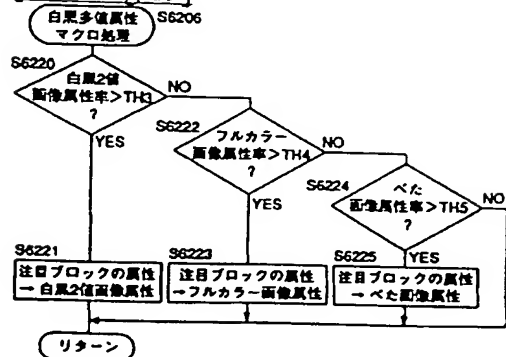 白黒多値属性 S6206
マクロ処理
S6220
白黒2値
画像属性率>TH3
?
NO
YES
S6222
フルカラー
画像属性率>TH4
?
NO
YES
S6224
べた
画像属性率>TH5
?
NO
YES
S6221
注目ブロックの属性
→ 白黒2値画像属性
S6223
注目ブロックの属性
→フルカラー画像属性
S6225
注目ブロックの属性
→ べた画像属性
リターン